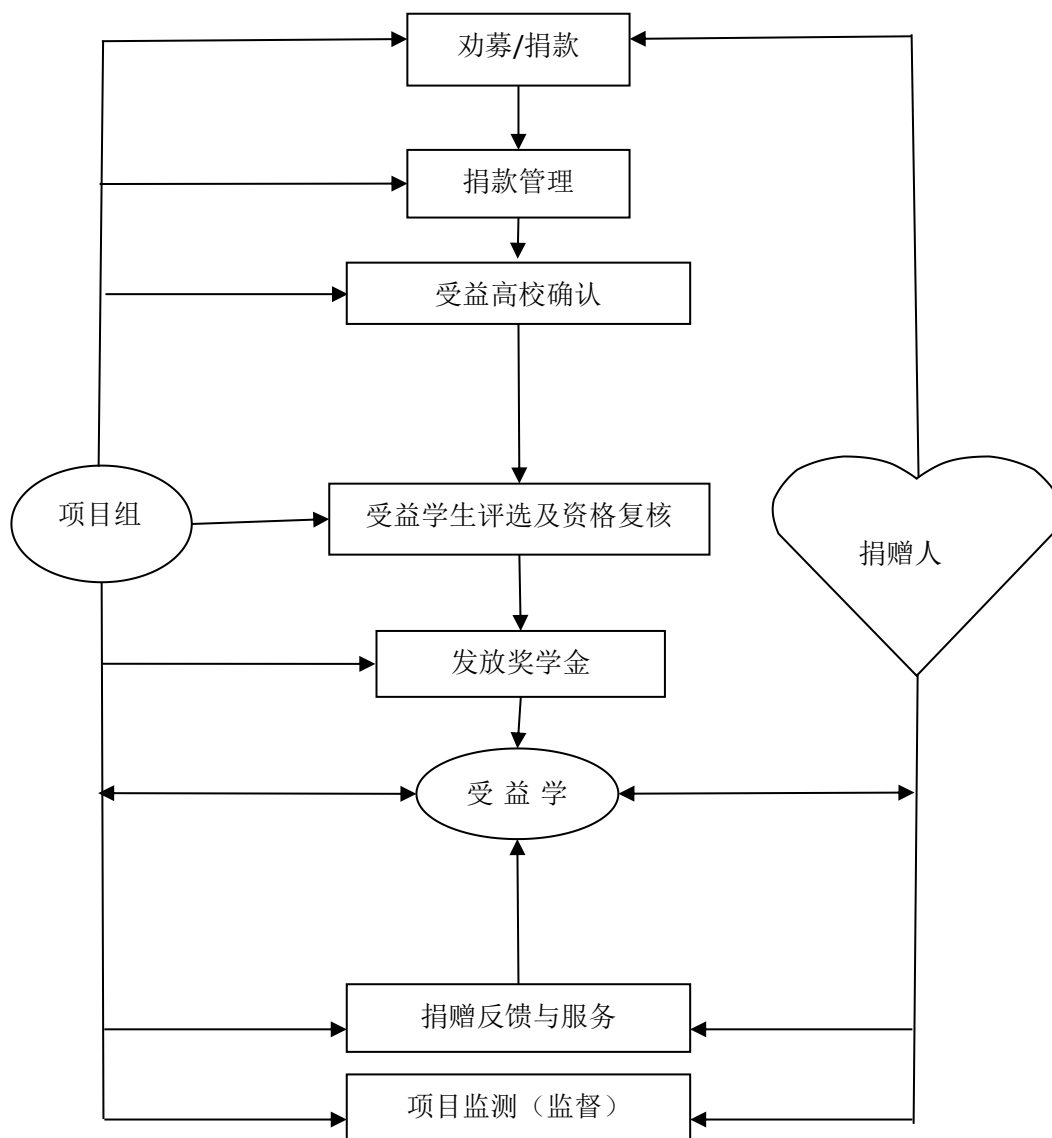 劝募/捐款
捐款管理
受益高校确认
项目组
受益学生评选及资格复核
捐赠人
发放奖学金
受 益 学
捐赠反馈与服务
项目监测（监督）